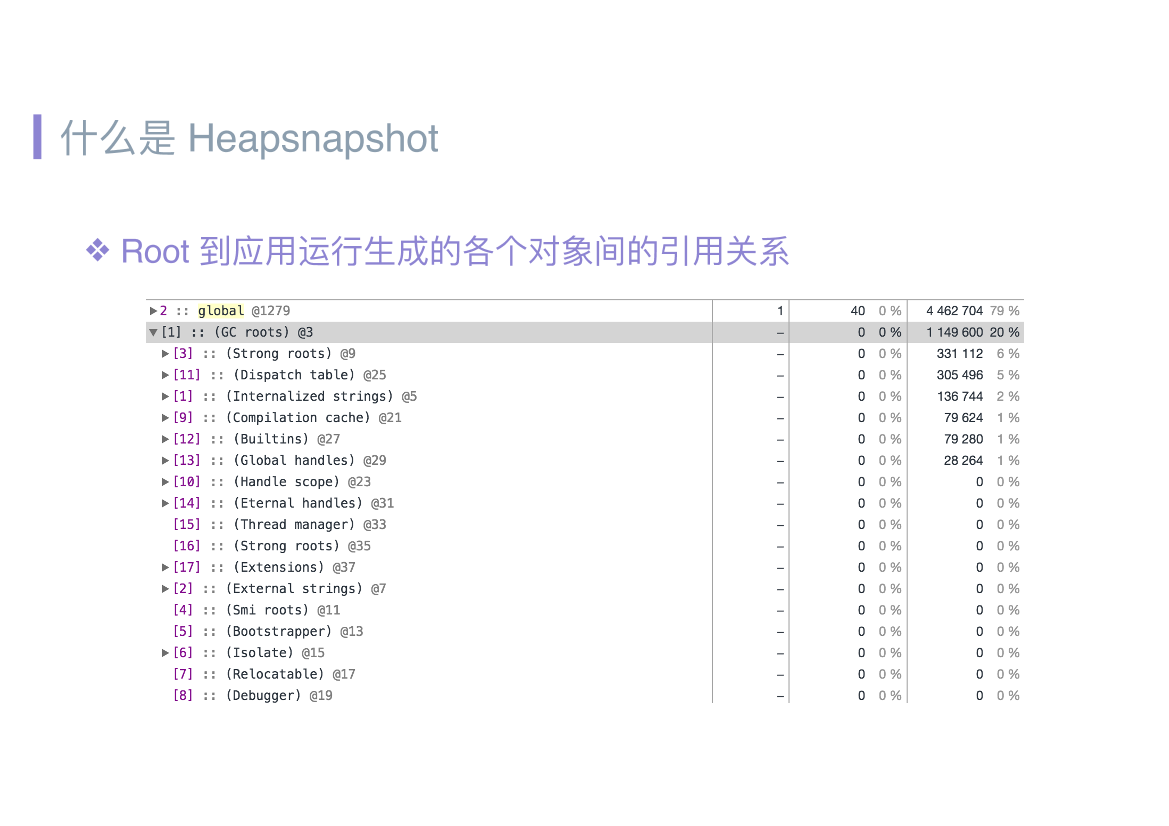 什么是 Heapsnapshot
❖ Root 到应用运行生成的各个对象间的引用关系
▶2 :: global @1279 1 40 0 % 4 462 704 79 %
▼[1] :: (GC roots) @3 – 0 0 % 1 149 600 20 %
▶[3] :: (Strong roots) @9 – 0 0 % 331 112 6 %
▶[11] :: (Dispatch table) @25 – 0 0 % 305 496 5 %
▶[1] :: (Internalized strings) @5 – 0 0 % 136 744 2 %
▶[9] :: (Compilation cache) @21 – 0 0 % 79 624 1 %
▶[12] :: (Builtins) @27 – 0 0 % 79 280 1 %
▶[13] :: (Global handles) @29 – 0 0 % 28 264 1 %
▶[10] :: (Handle scope) @23 – 0 0 % 0 0 %
▶[14] :: (Eternal handles) @31 – 0 0 % 0 0 %
[15] :: (Thread manager) @33 – 0 0 % 0 0 %
[16] :: (Strong roots) @35 – 0 0 % 0 0 %
▶[17] :: (Extensions) @37 – 0 0 % 0 0 %
▶[2] :: (External strings) @7 – 0 0 % 0 0 %
[4] :: (Smi roots) @11 – 0 0 % 0 0 %
[5] :: (Bootstrapper) @13 – 0 0 % 0 0 %
▶[6] :: (Isolate) @15 – 0 0 % 0 0 %
[7] :: (Relocatable) @17 – 0 0 % 0 0 %
[8] :: (Debugger) @19 – 0 0 % 0 0 %